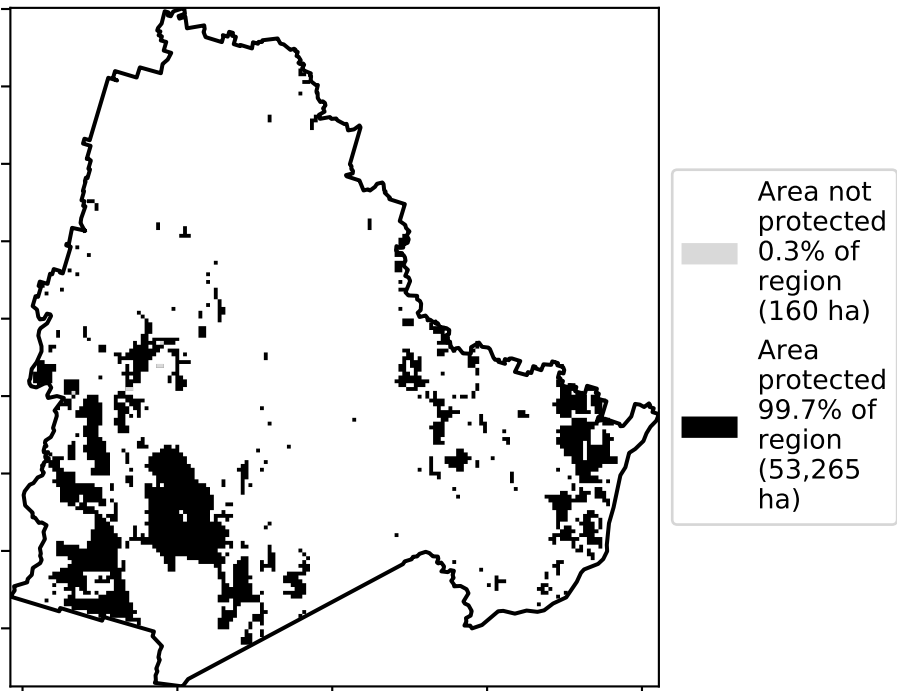 Area not
protected
0.3% of
region
(160 ha)
Area
protected
99.7% of
region
(53,265
ha)